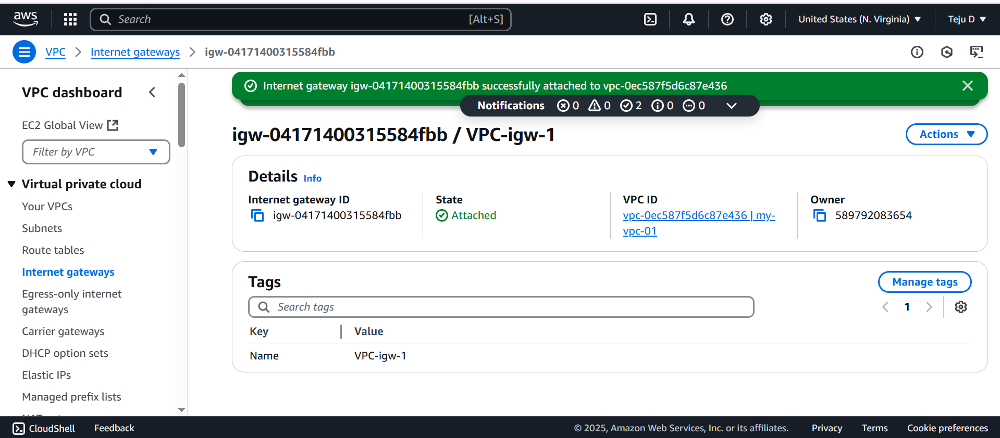 aws
Search [Alt+S]
United States (N. Virginia)
Teju D
VPC
Internet gateways
igw-04171400315584fbb
VPC dashboard
EC2 Global View
Filter by VPC
Virtual private cloud
Your VPCs
Subnets
Route tables
Internet gateways
Egress-only internet
gateways
Carrier gateways
DHCP option sets
Elastic IPs
Managed prefix lists
Internet gateway igw-04171400315584fbb successfully attached to vpc-0ec587f5d6c87e436
Notifications 0 0 2 0 0
igw-04171400315584fbb / VPC-igw-1
Actions
Details Info
Internet gateway ID
igw-04171400315584fbb
State
Attached
VPC ID
vpc-0ec587f5d6c87e436 | my-
vpc-01
Owner
589792083654
Tags
Manage tags
Search tags
1
Key Value
Name VPC-igw-1
CloudShell
Feedback
© 2025, Amazon Web Services, Inc. or its affiliates.
Privacy
Terms
Cookie preferences